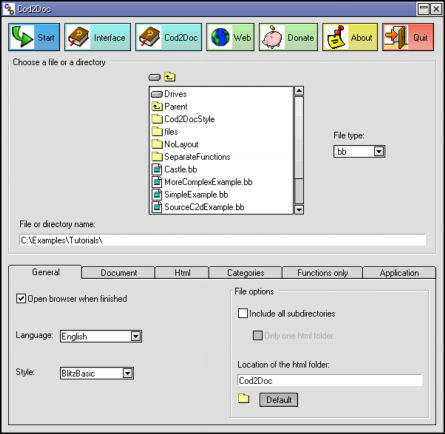 Cod2Doc
Start Interface Cod2Doc Web Donate About Quit
Choose a file or a directory
Drives
Parent
Cod2DocStyle
files
NoLayout
SeparateFunctions
Castle.bb
MoreComplexExample.bb
SimpleExample.bb
SourceC2dExample.bb
File type:
.bb
File or directory name:
C:\Examples\Tutorials\
General Document Html Categories Functions only Application
Open browser when finished
Language: English
Style: BlitzBasic
File options
Include all subdirectories
Only one html folder
Location of the html folder:
Cod2Doc
Default